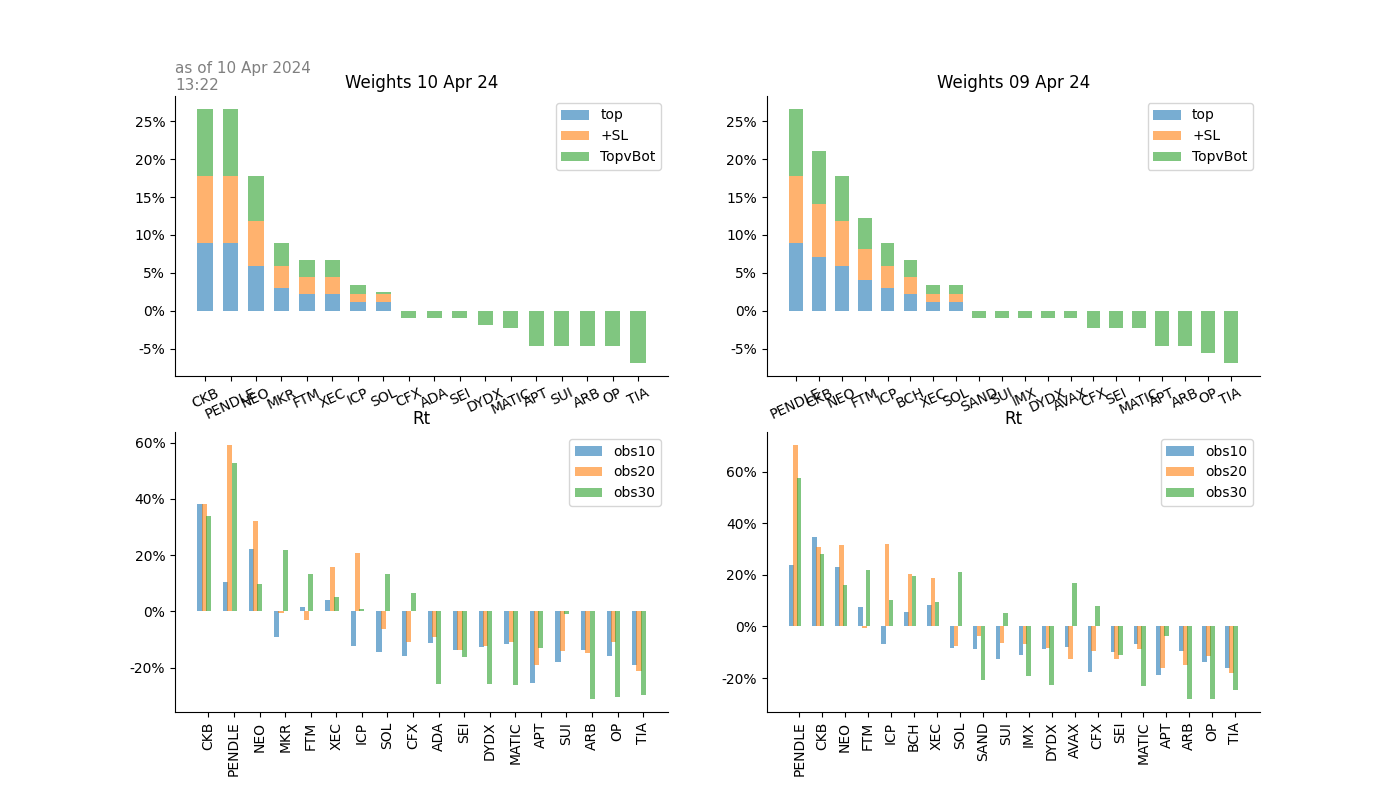 as of 10 Apr 2024
13:22
Weights 10 Apr 24
25%
20%
15%
10%
5%
0%
-5%
top
+SL
TopvBot
CKB PENDLE NEO MKR FTM XEC ICP SOL CFX ADA SEI DYDX MATIC APT SUI ARB OP TIA
Weights 09 Apr 24
25%
20%
15%
10%
5%
0%
-5%
top
+SL
TopvBot
PENDLE CKB NEO FTM ICP BCH XEC SOL SAND SUI IMX DYDX AVAX CFX SEI MATIC APT ARB OP TIA
Rt
60%
40%
20%
0%
-20%
obs10
obs20
obs30
CKB PENDLE NEO MKR FTM XEC ICP SOL CFX ADA SEI DYDX MATIC APT SUI ARB OP TIA
Rt
60%
40%
20%
0%
-20%
obs10
obs20
obs30
PENDLE CKB NEO FTM ICP BCH XEC SOL SAND SUI IMX DYDX AVAX CFX SEI MATIC APT ARB OP TIA